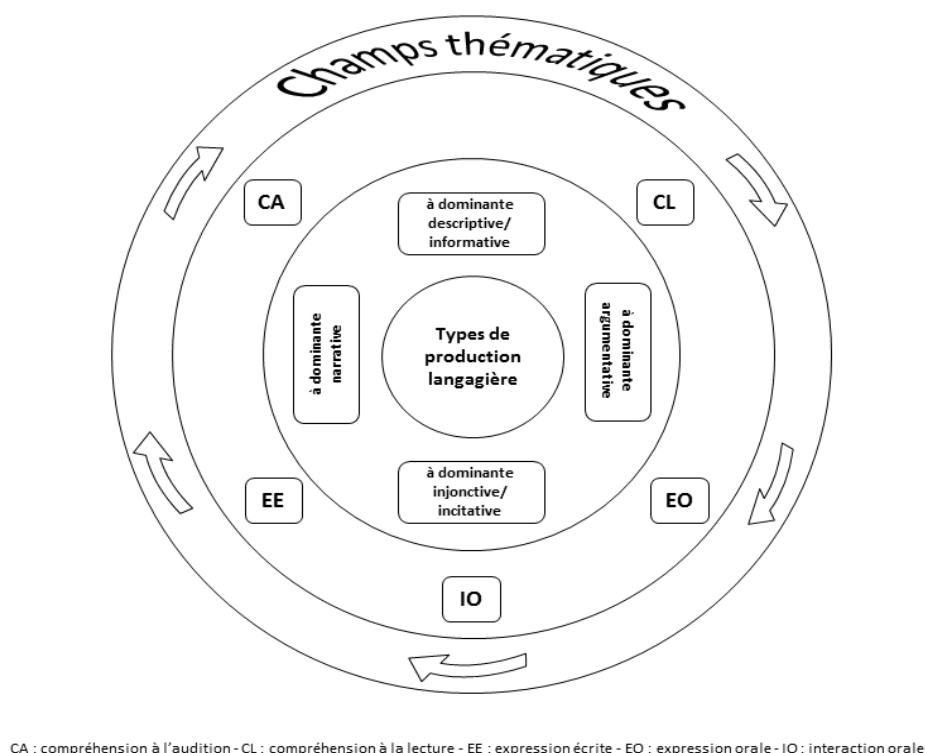 Champs thématiques
CA
CL
à dominante
descriptive/
informative
à dominante
narrative
Types de
production
langagière
à dominante
argumentative
à dominante
injonctive/
incitative
EE
EO
IO
CA : compréhension à l'audition - CL : compréhension à la lecture - EE : expression écrite - EO : expression orale - IO : interaction orale